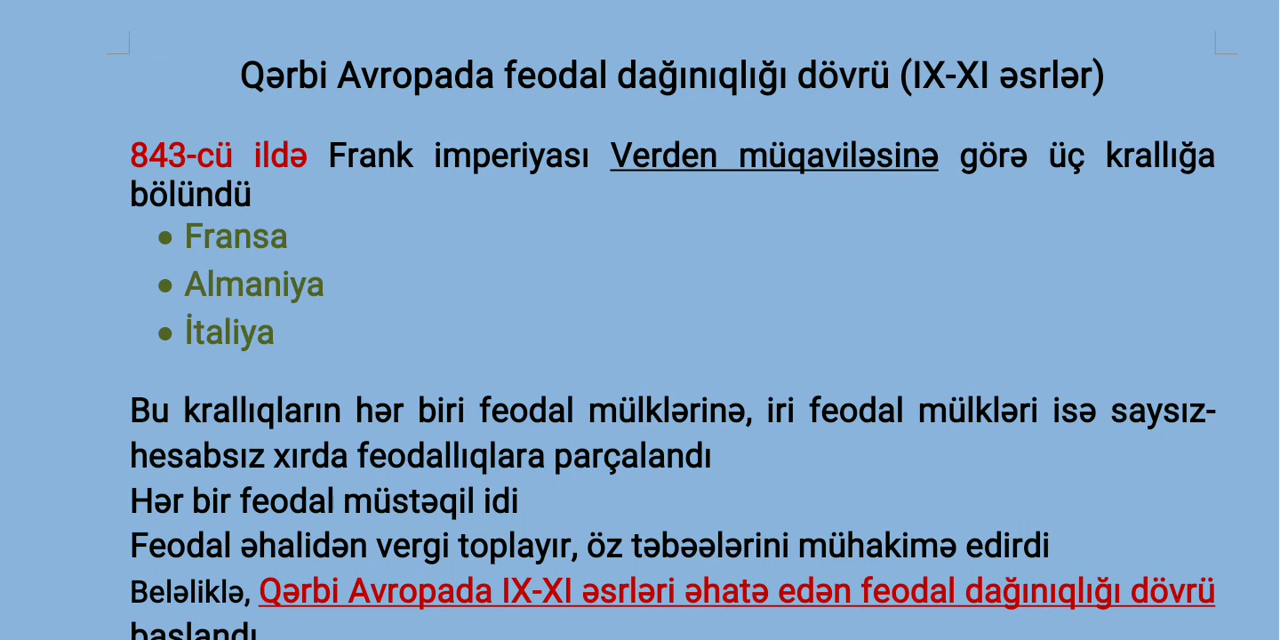 Qərbi Avropada feodal dağınıqlığı dövrü (IX-XI əsrlər)
843-cü ildə Frank imperiyası Verden müqaviləsinə görə üç krallığa
bölündü
• Fransa
• Almaniya
• İtaliya
Bu krallıqların hər biri feodal mülklərinə, iri feodal mülkləri isə saysız-
hesabsız xırda feodallıqlara parçalandı
Hər bir feodal müstəqil idi
Feodal əhalidən vergi toplayır, öz təbəələrini mühakimə edirdi
Beləliklə, Qərbi Avropada IX-XI əsrləri əhatə edən feodal dağınıqlığı dövrü
başlandı